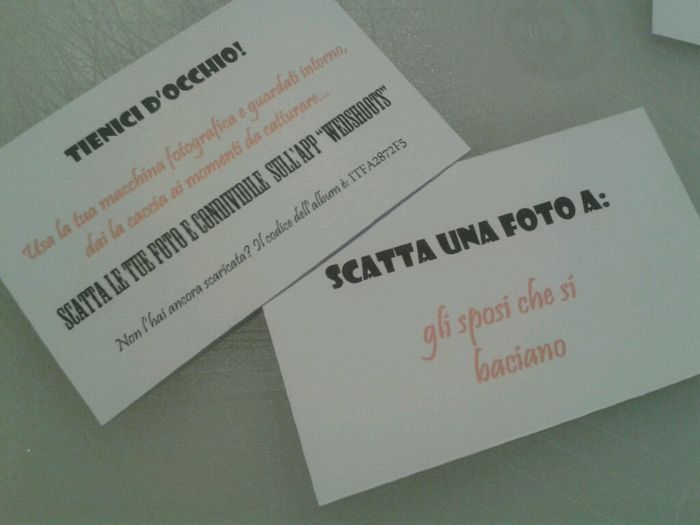 TIENICI D'OCCHIO!
Usa la tua macchina fotografica e guardati intorno,
dai la caccia ai momenti da catturare...
SCATTA LE TUE FOTO E CONDIVIDILE SULL'APP "WEDSHOOTS"
Non l'hai ancora scaricata? Il codice dell'album è: ITFA2872F5
SCATTA UNA FOTO A:
gli sposi che si
baciano